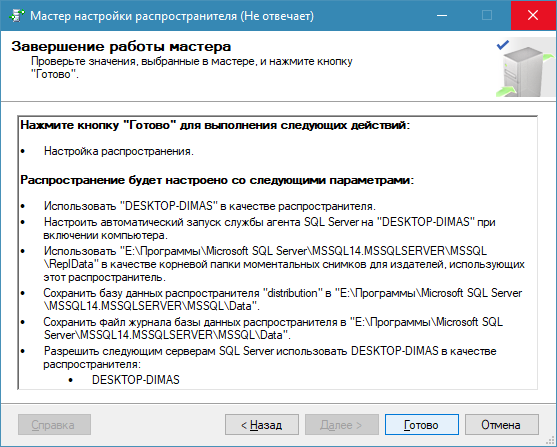 Мастер настройки распространителя (Не отвечает)
Завершение работы мастера
Проверьте значения, выбранные в мастере, и нажмите кнопку
"Готово".
Нажмите кнопку "Готово" для выполнения следующих действий:
• Настройка распространения.
Распространение будет настроено со следующими параметрами:
• Использовать "DESKTOP-DIMAS" в качестве распространителя.
• Настроить автоматический запуск службы агента SQL Server на "DESKTOP-DIMAS" при
включении компьютера.
• Использовать "E:\Программы\Microsoft SQL Server\MSSQL14.MSSQLSERVER\MSSQL
\ReplData" в качестве корневой папки моментальных снимков для издателей, использующих
этот распространитель.
• Сохранить базу данных распространителя "distribution" в "E:\Программы\Microsoft SQL Server
\MSSQL14.MSSQLSERVER\MSSQL\Data".
• Сохранить файл журнала базы данных распространителя в "E:\Программы\Microsoft SQL
Server\MSSQL14.MSSQLSERVER\MSSQL\Data".
• Разрешить следующим серверам SQL Server использовать DESKTOP-DIMAS в качестве
распространителя:
• DESKTOP-DIMAS
Справка < Назад Далее > Готово Отмена